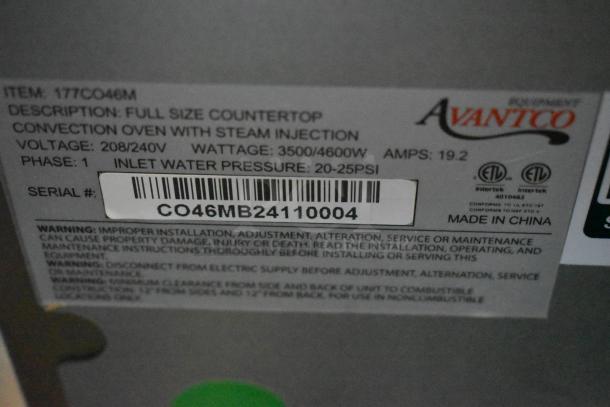 ITEM: 177CO46M
DESCRIPTION: FULL SIZE COUNTERTOP
CONVECTION OVEN WITH STEAM INJECTION
VOLTAGE: 208/240V WATTAGE: 3500/4600W AMPS: 19.2
PHASE: 1 INLET WATER PRESSURE: 20-25PSI
AVANTCO
EQUIPMENT
ETL ETL
Intertek Intertek
4010463
SERIAL #:
CO46MB24110004
MADE IN CHINA
WARNING: IMPROPER INSTALLATION, ADJUSTMENT, ALTERATION, SERVICE OR MAINTENANCE
CAN CAUSE PROPERTY DAMAGE, INJURY OR DEATH. READ THE INSTALLATION, OPERATING, AND
MAINTENANCE INSTRUCTIONS THOROUGHLY BEFORE INSTALLING OR SERVICING THIS
EQUIPMENT.
WARNING: DISCONNECT FROM ELECTRIC SUPPLY BEFORE ADJUSTMENT, ALTERNATION, SERVICE
OR MAINTENANCE.
WARNING: MINIMUM CLEARANCE FROM SIDE AND BACK OF UNIT TO COMBUSTIBLE
CONSTRUCTION: 12" FROM SIDES AND 12" FROM BACK. FOR USE IN NONCOMBUSTIBLE
LOCATIONS ONLY.